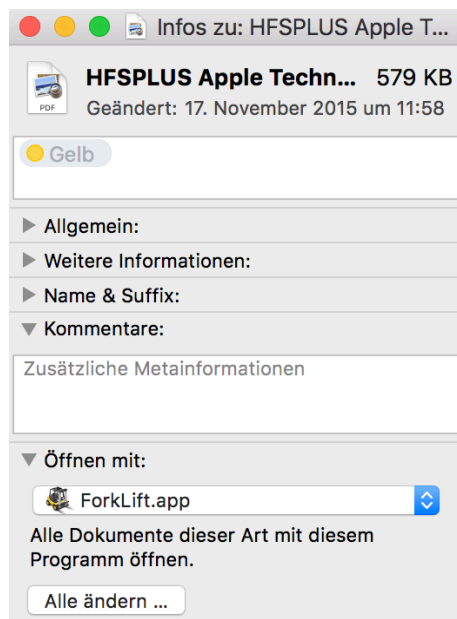 Infos zu: HFSPLUS Apple T...
HFSPLUS Apple Techn... 579 KB
PDF
Geändert: 17. November 2015 um 11:58
Gelb
Allgemein:
Weitere Informationen:
Name & Suffix:
Kommentare:
Zusätzliche Metainformationen
Öffnen mit:
ForkLift.app
Alle Dokumente dieser Art mit diesem
Programm öffnen.
Alle ändern ...